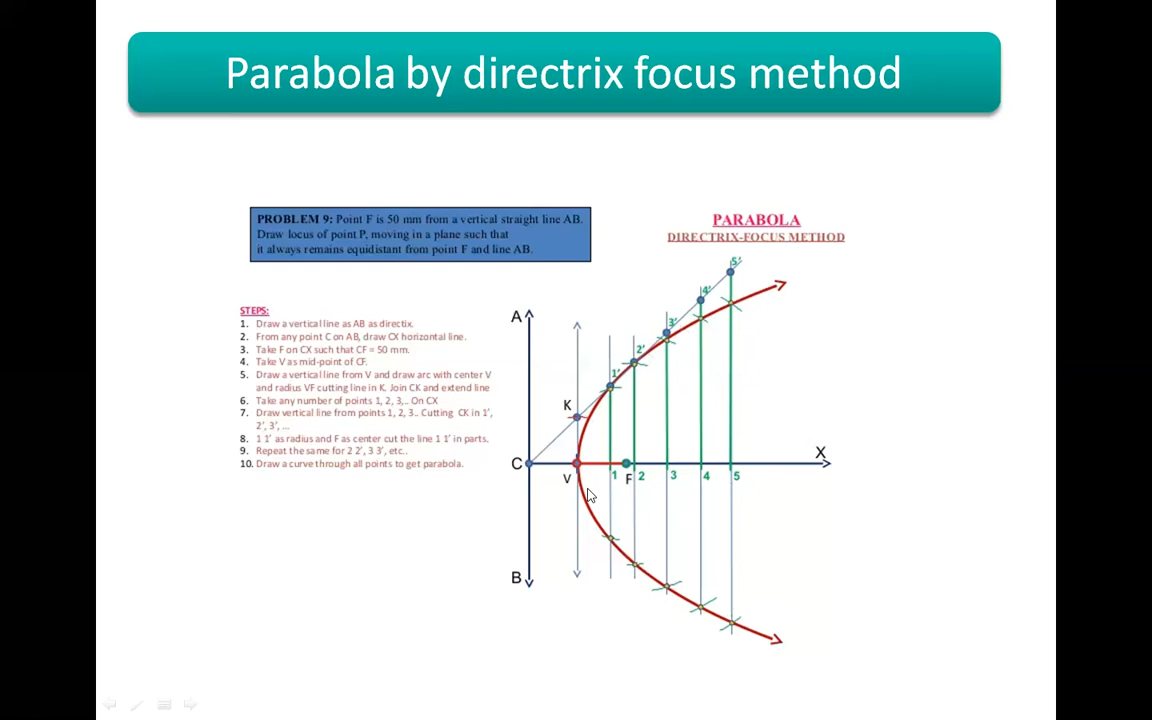 Parabola by directrix focus method
PROBLEM 9: Point F is 50 mm from a vertical straight line AB.
Draw locus of point P, moving in a plane such that
it always remains equidistant from point F and line AB.
PARABOLA
DIRECTRIX-FOCUS METHOD
STEPS:
1. Draw a vertical line as AB as directix.
2. From any point C on AB, draw CX horizontal line.
3. Take F on CX such that CF = 50 mm.
4. Take V as mid-point of CF.
5. Draw a vertical line from V and draw arc with center V
and radius VF cutting line in K. Join CK and extend line
6. Take any number of points 1, 2, 3,.. On CX
7. Draw vertical line from points 1, 2, 3.. Cutting CK in 1’,
2’, 3’, ...
8. 1 1’ as radius and F as center cut the line 1 1’ in parts.
9. Repeat the same for 2 2’, 3 3’, etc..
10. Draw a curve through all points to get parabola.
5’
4’
A
3’
2’
1’
K
X
C
V
1
F
2
3
4
5
B